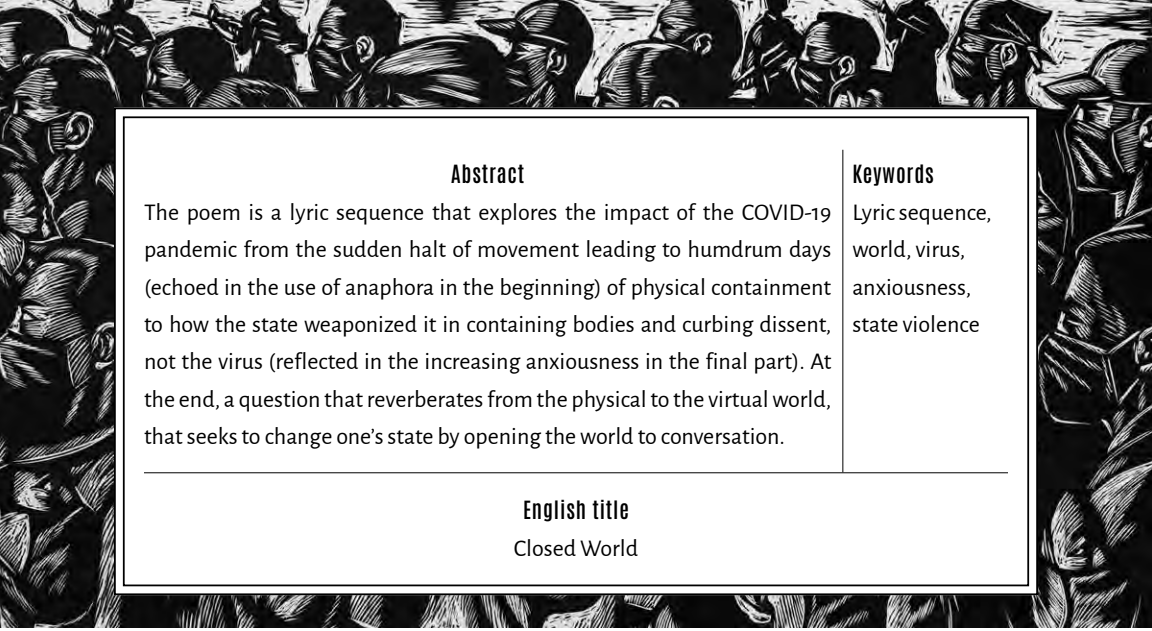 Abstract
The poem is a lyric sequence that explores the impact of the COVID-19
pandemic from the sudden halt of movement leading to humdrum days
(echoed in the use of anaphora in the beginning) of physical containment
to how the state weaponized it in containing bodies and curbing dissent,
not the virus (reflected in the increasing anxiousness in the final part). At
the end, a question that reverberates from the physical to the virtual world,
that seeks to change one’s state by opening the world to conversation.
Keywords
Lyric sequence,
world, virus,
anxiousness,
state violence
English title
Closed World